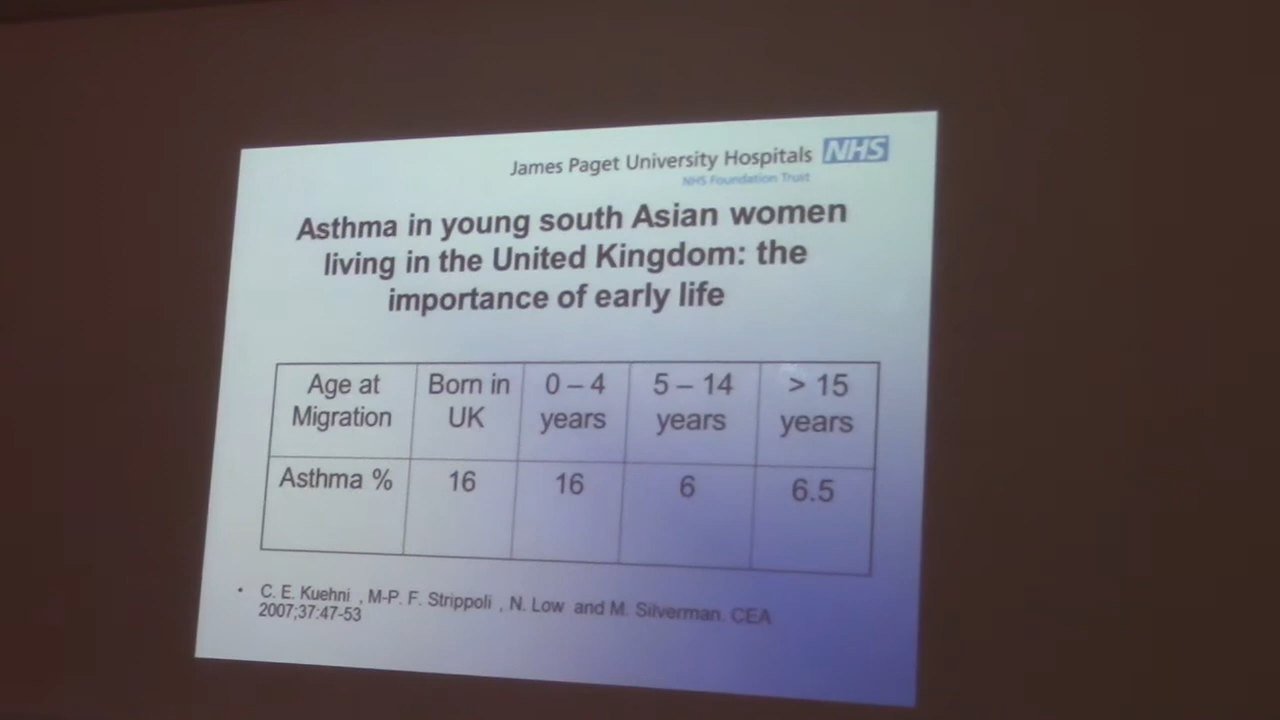 James Paget University Hospitals NHS
NHS Foundation Trust
Asthma in young south Asian women
living in the United Kingdom: the
importance of early life
Age at Migration | Born in UK | 0 – 4 years | 5 – 14 years | > 15 years
Asthma % | 16 | 16 | 6 | 6.5
• C. E. Kuehni , M-P. F. Strippoli , N. Low and M. Silverman. CEA
2007;37:47-53